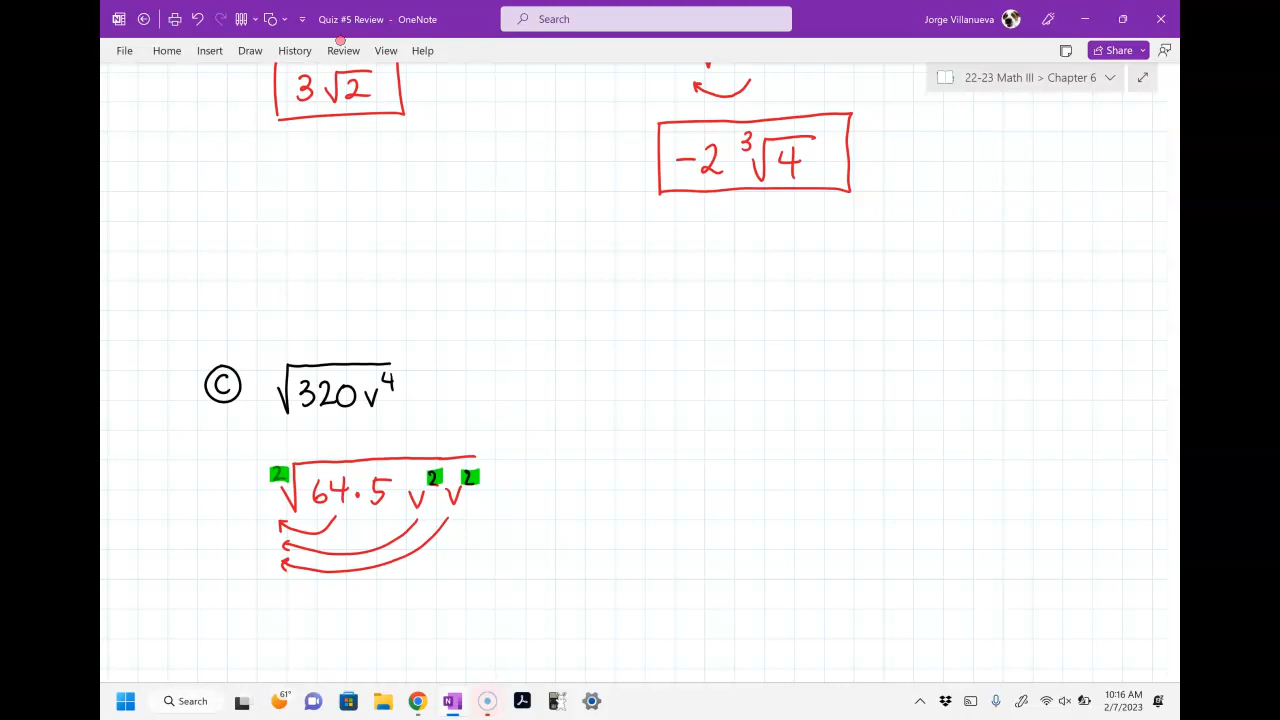 Quiz #5 Review - OneNote
Search
Jorge Villanueva
File Home Insert Draw History Review View Help
Share
22-23 Math III > Chapter 6
3√2
-2 ³√4
C √320v⁴
²√64·5 v² v²
Search
61°
N
10:16 AM
2/7/2023